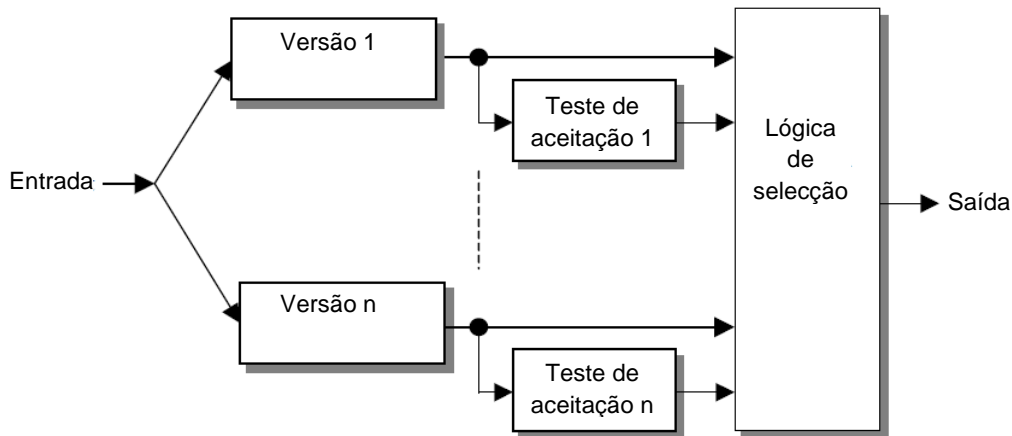 Versão 1
Teste de
aceitação 1
Lógica
de
selecção
Entrada
Saída
Versão n
Teste de
aceitação n